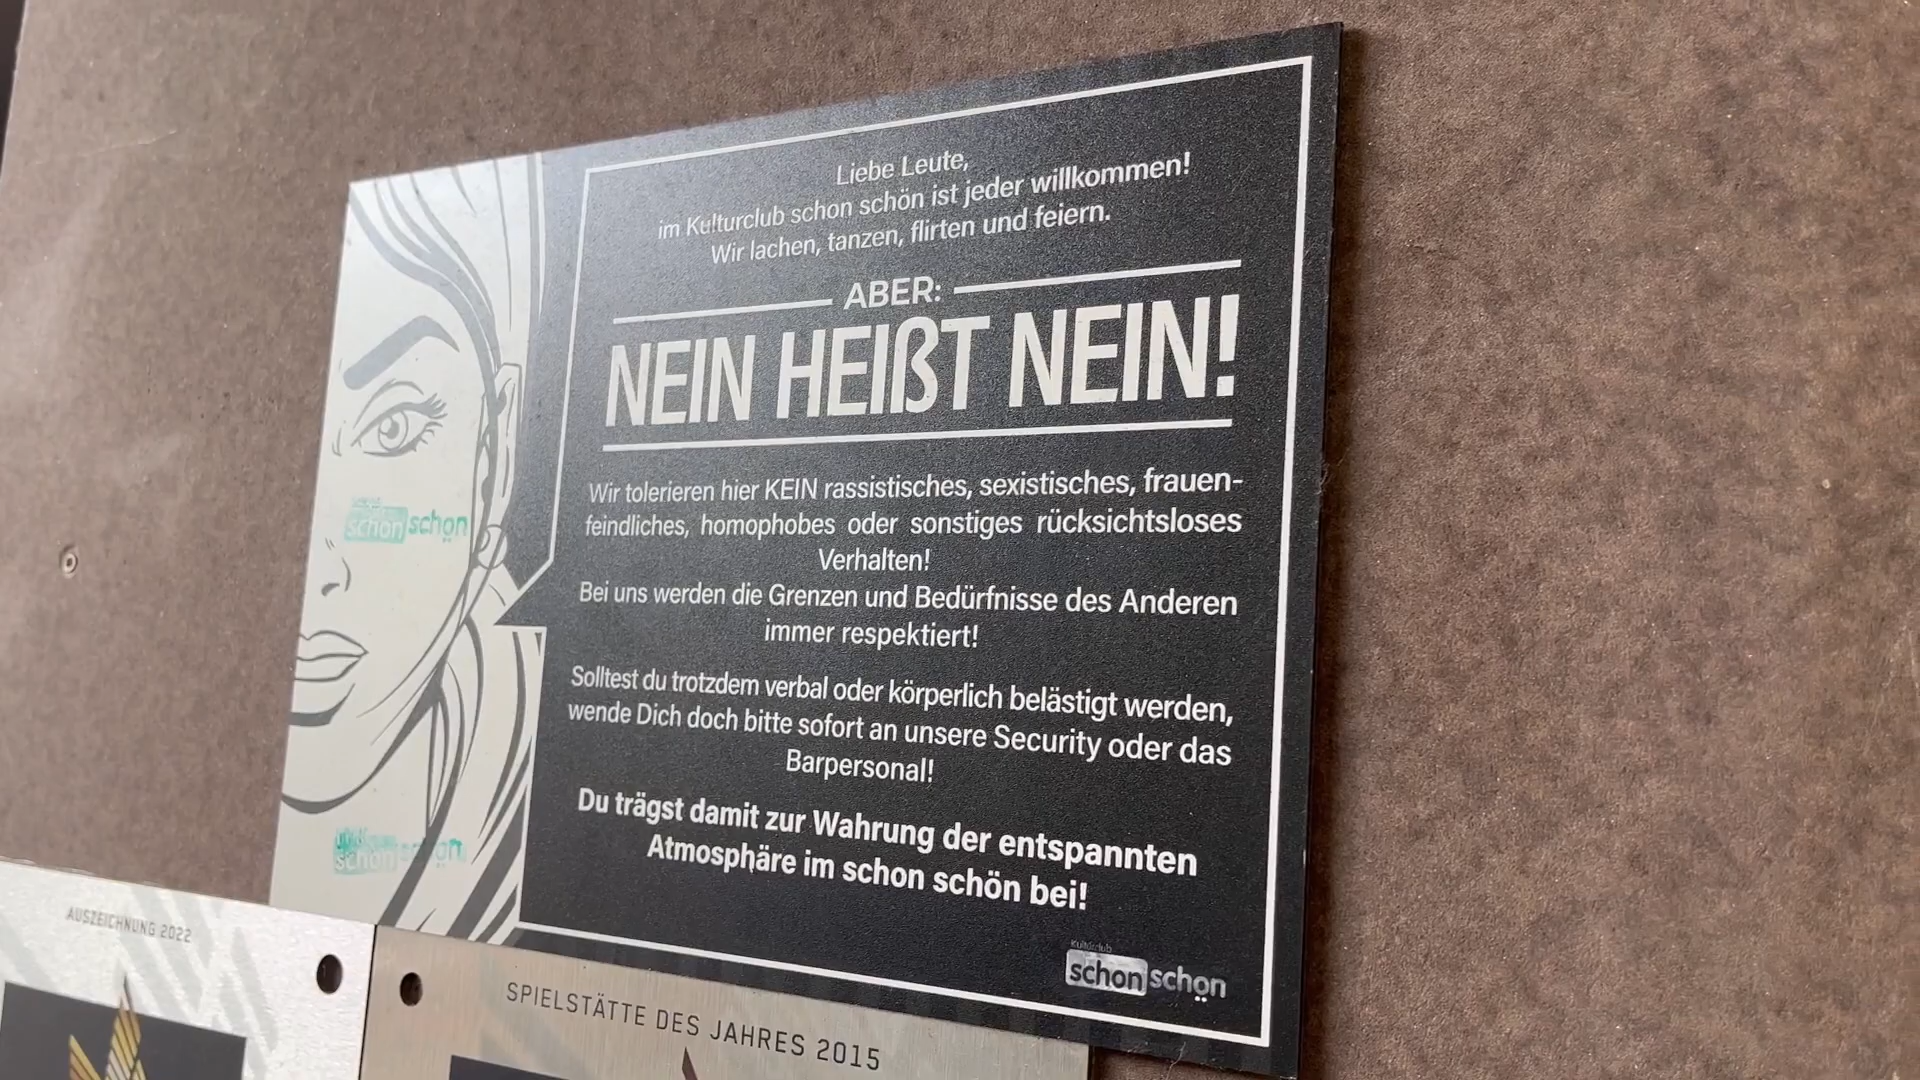 Liebe Leute,
im Kulturclub schon schön ist jeder willkommen!
Wir lachen, tanzen, flirten und feiern.
ABER:
NEIN HEIßT NEIN!
Wir tolerieren hier KEIN rassistisches, sexistisches, frauen-
feindliches, homophobes oder sonstiges rücksichtsloses
Verhalten!
Bei uns werden die Grenzen und Bedürfnisse des Anderen
immer respektiert!
Solltest du trotzdem verbal oder körperlich belästigt werden,
wende Dich doch bitte sofort an unsere Security oder das
Barpersonal!
Du trägst damit zur Wahrung der entspannten
Atmosphäre im schon schön bei!
Kulturclub
schon schön
schon schön
schon schön
AUSZEICHNUNG 2022
SPIELSTÄTTE DES JAHRES 2015